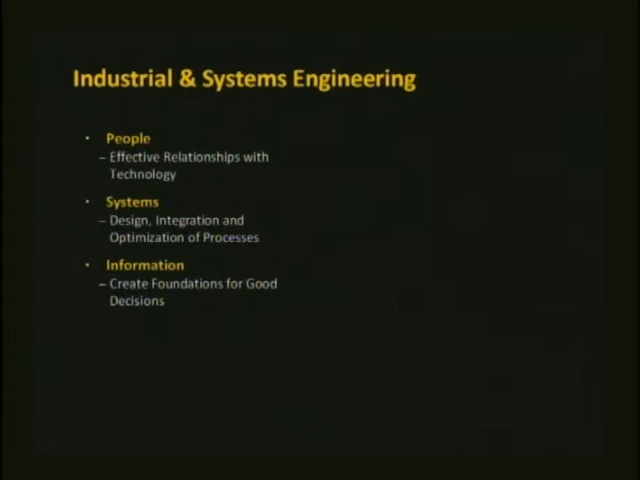 Industrial & Systems Engineering
• People
– Effective Relationships with
Technology
• Systems
– Design, Integration and
Optimization of Processes
• Information
– Create Foundations for Good
Decisions